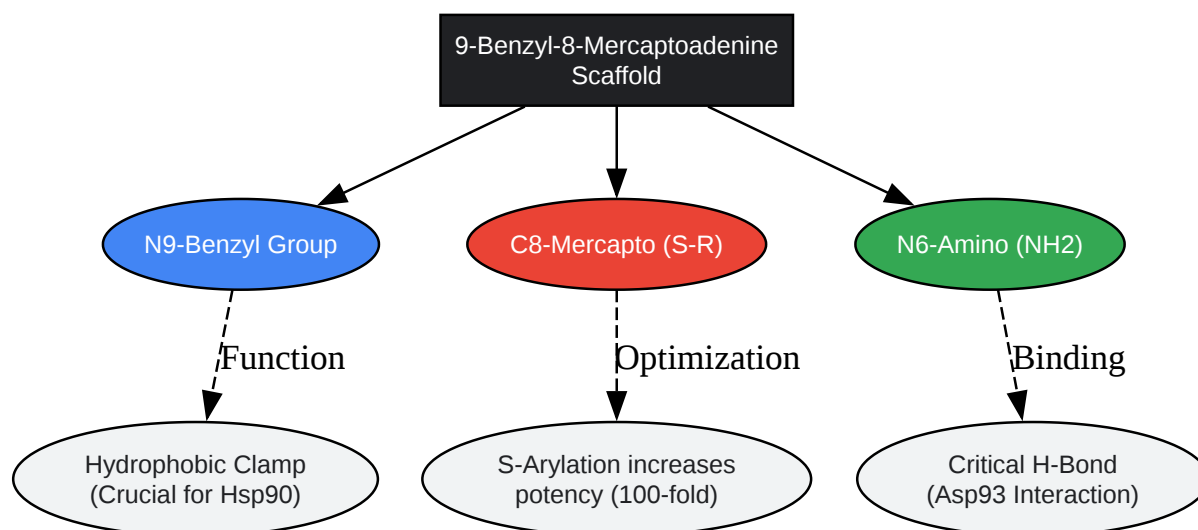 9-Benzyl-8-Mercaptoadenine
Scaffold
N9-Benzyl Group
C8-Mercapto (S-R)
N6-Amino (NH2)
Function
Optimization
Binding
Hydrophobic Clamp
(Crucial for Hsp90)
S-Arylation increases
potency (100-fold)
Critical H-Bond
(Asp93 Interaction)